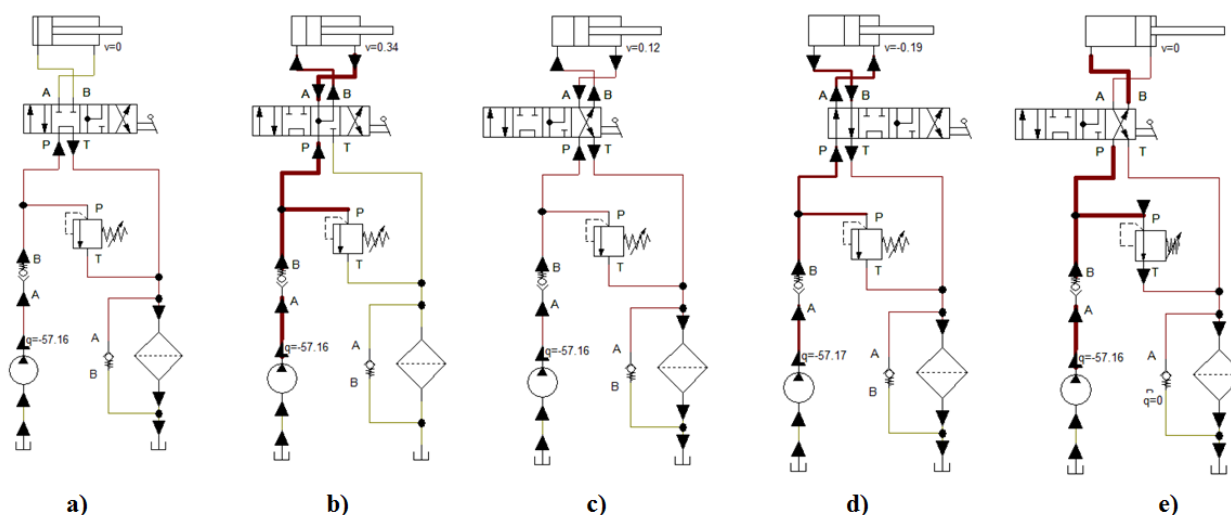 v=0
A B
P T
P
T
B
A
q=-57.16
A
B
a)
v=0.34
A B
P T
P
T
B
A
q=-57.16
A
B
b)
v=0.12
A B
P T
P
T
B
A
q=-57.16
A
B
c)
v=-0.19
A B
P T
P
T
B
A
q=-57.17
A
B
d)
v=0
A B
P T
P
T
B
A
q=-57.16
A
B
q=0
e)